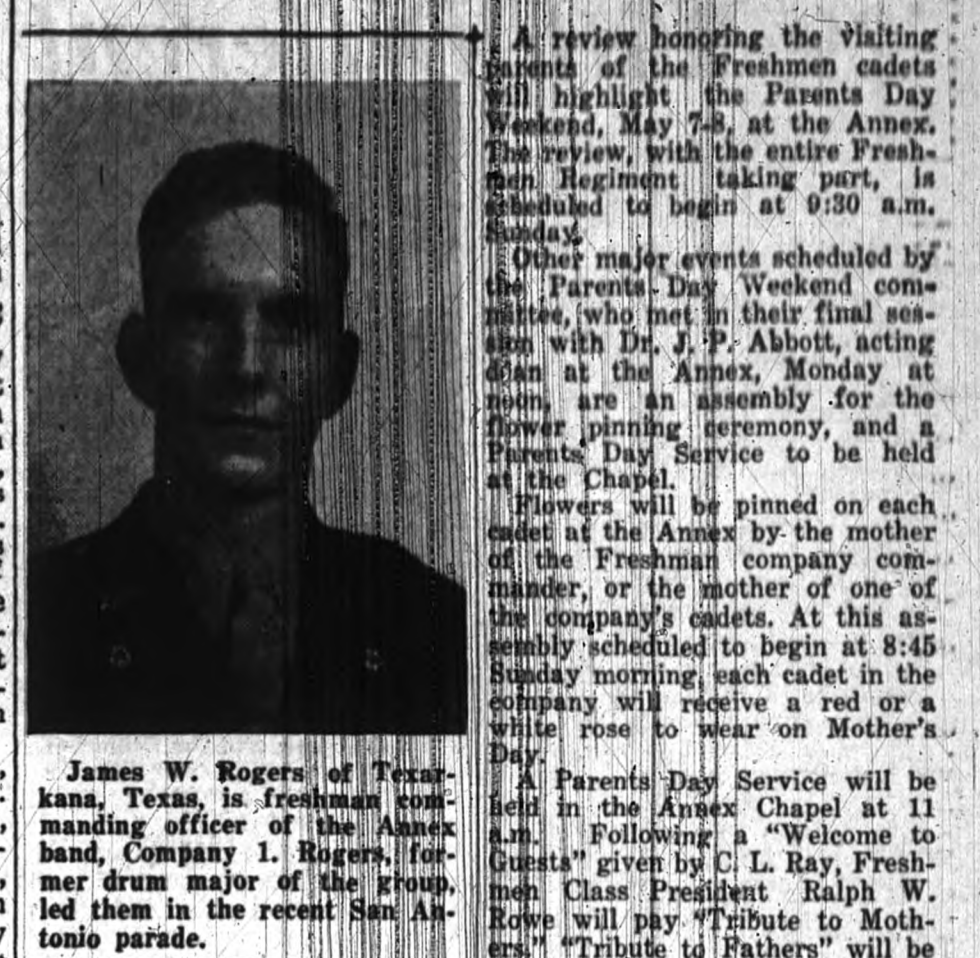 James W. Rogers of Texar-
kana, Texas, is freshman com-
manding officer of the Annex
band, Company 1. Rogers, for-
mer drum major of the group,
led them in the recent San An-
tonio parade.
A review honoring the visiting
parents of the Freshmen cadets
will highlight the Parents Day
Weekend, May 7-8, at the Annex.
The review, with the entire Fresh-
men Regiment taking part, is
scheduled to begin at 9:30 a.m.
Sunday.
Other major events scheduled by
the Parents Day Weekend com-
mittee, who met in their final ses-
sion with Dr. J. P. Abbott, acting
dean at the Annex, Monday at
noon, are an assembly for the
flower pinning ceremony, and a
Parents Day Service to be held
at the Chapel.
Flowers will be pinned on each
cadet at the Annex by the mother
of the Freshman company com-
mander, or the mother of one of
the company's cadets. At this as-
sembly scheduled to begin at 8:45
Sunday morning, each cadet in the
company will receive a red or a
white rose to wear on Mother's
Day.
A Parents Day Service will be
held in the Annex Chapel at 11
a.m. Following a "Welcome to
Guests" given by C. L. Ray, Fresh-
men Class President Ralph W.
Rowe will pay "Tribute to Moth-
ers." "Tribute to Fathers" will be